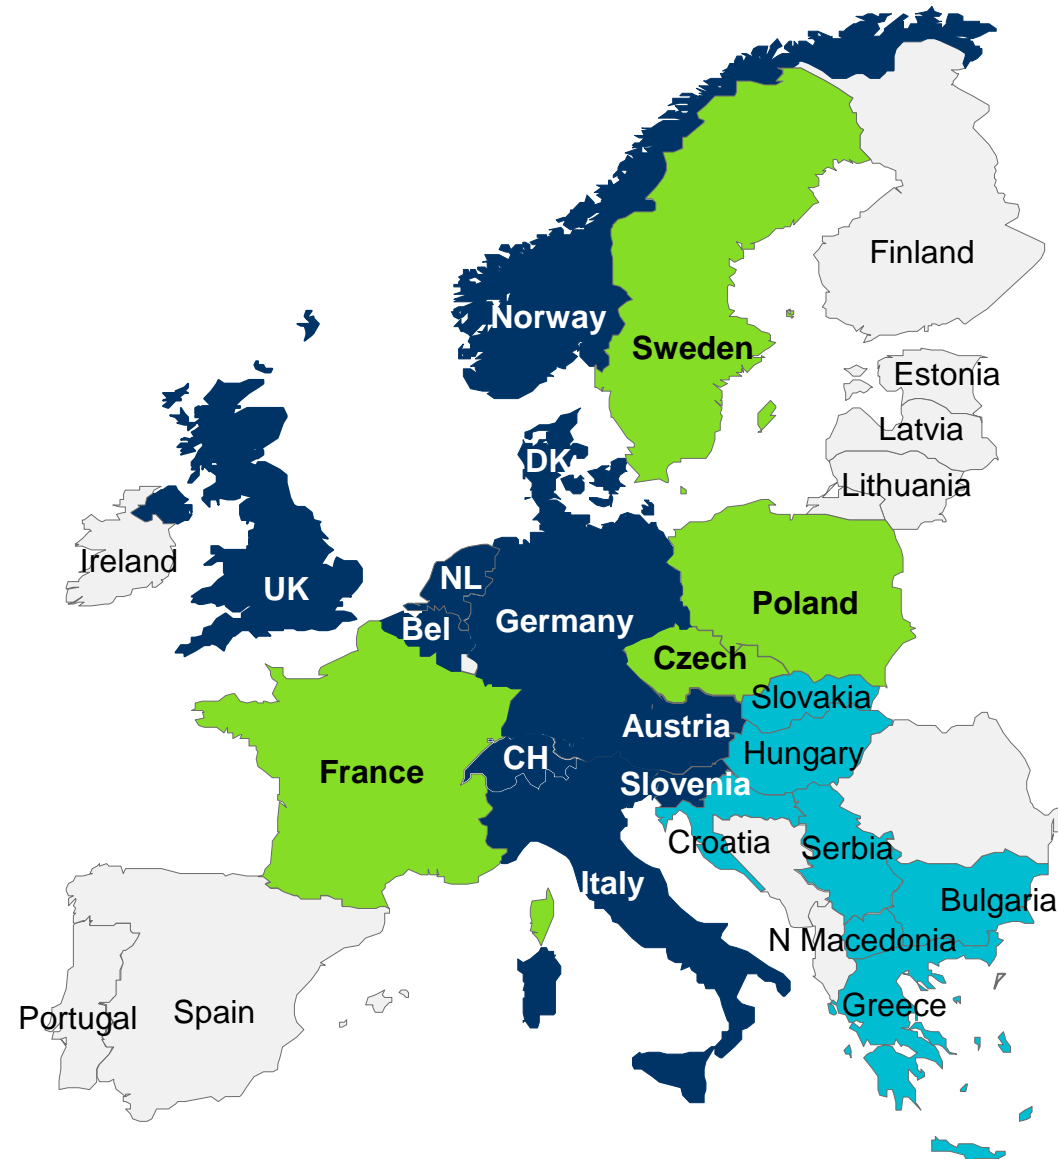 Finland
Norway
Sweden
Estonia
Latvia
DK
Lithuania
Ireland
NL
UK
Poland
Germany
Bel
Czech
Slovakia
Austria
Hungary
CH
France
Slovenia
Croatia
Serbia
Italy
Bulgaria
N Macedonia
Greece
Spain
Portugal